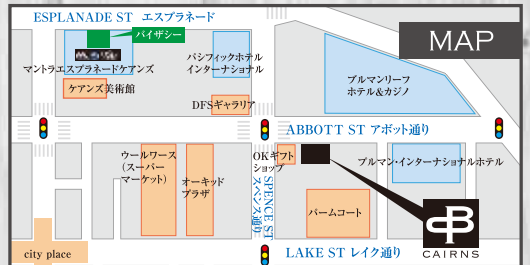 ESPLANADE ST エスプラネード
バイザシー
マントラエスプラネードケアンズ
ケアンズ美術館
パシフィックホテル
インターナショナル
DFSギャラリア
プルマンリーフ
ホテル&カジノ
MAP
ABBOTT ST アボット通り
ウールワース
(スーパー
マーケット)
オーキッド
プラザ
SPENCE ST
スペンス通り
OKギフト
ショップ
プルマン・インターナショナルホテル
パームコート
CAIRNS
city place
LAKE ST レイク通り